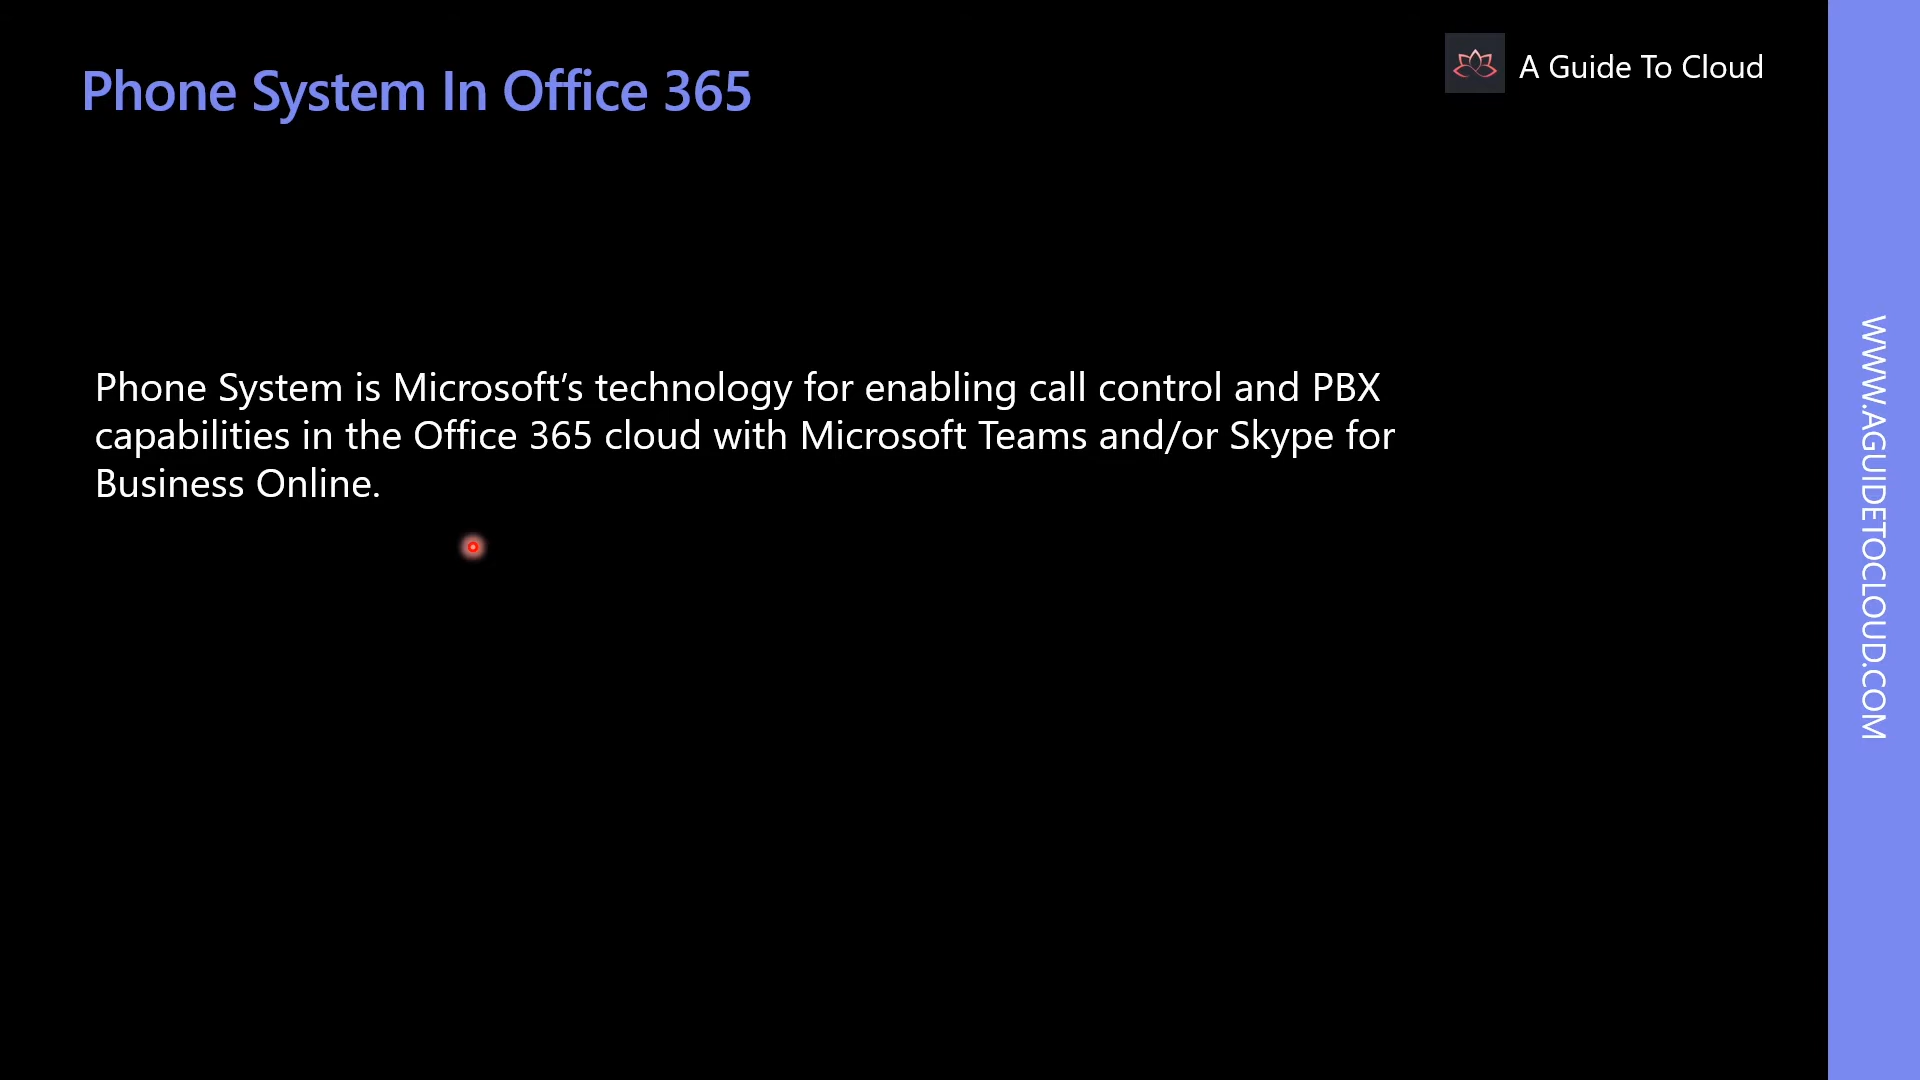 Phone System In Office 365
A Guide To Cloud
Phone System is Microsoft’s technology for enabling call control and PBX
capabilities in the Office 365 cloud with Microsoft Teams and/or Skype for
Business Online.
WWW.AGUIDETOCLOUD.COM